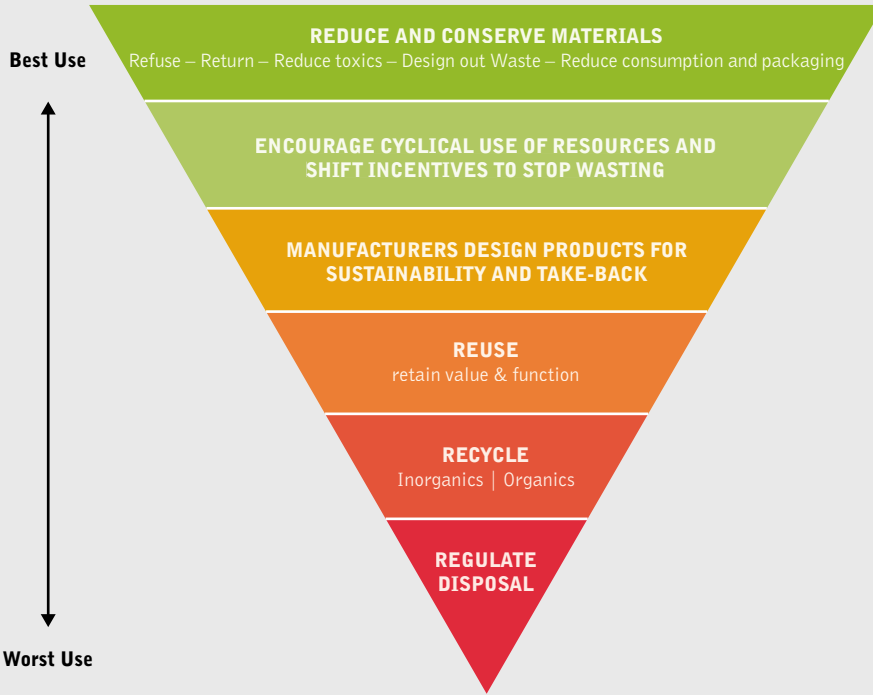 REDUCE AND CONSERVE MATERIALS
Best Use
Refuse – Return – Reduce toxics – Design out Waste – Reduce consumption and packaging
ENCOURAGE CYCLICAL USE OF RESOURCES AND
SHIFT INCENTIVES TO STOP WASTING
MANUFACTURERS DESIGN PRODUCTS FOR
SUSTAINABILITY AND TAKE-BACK
REUSE
retain value & function
RECYCLE
Inorganics | Organics
REGULATE
DISPOSAL
Worst Use